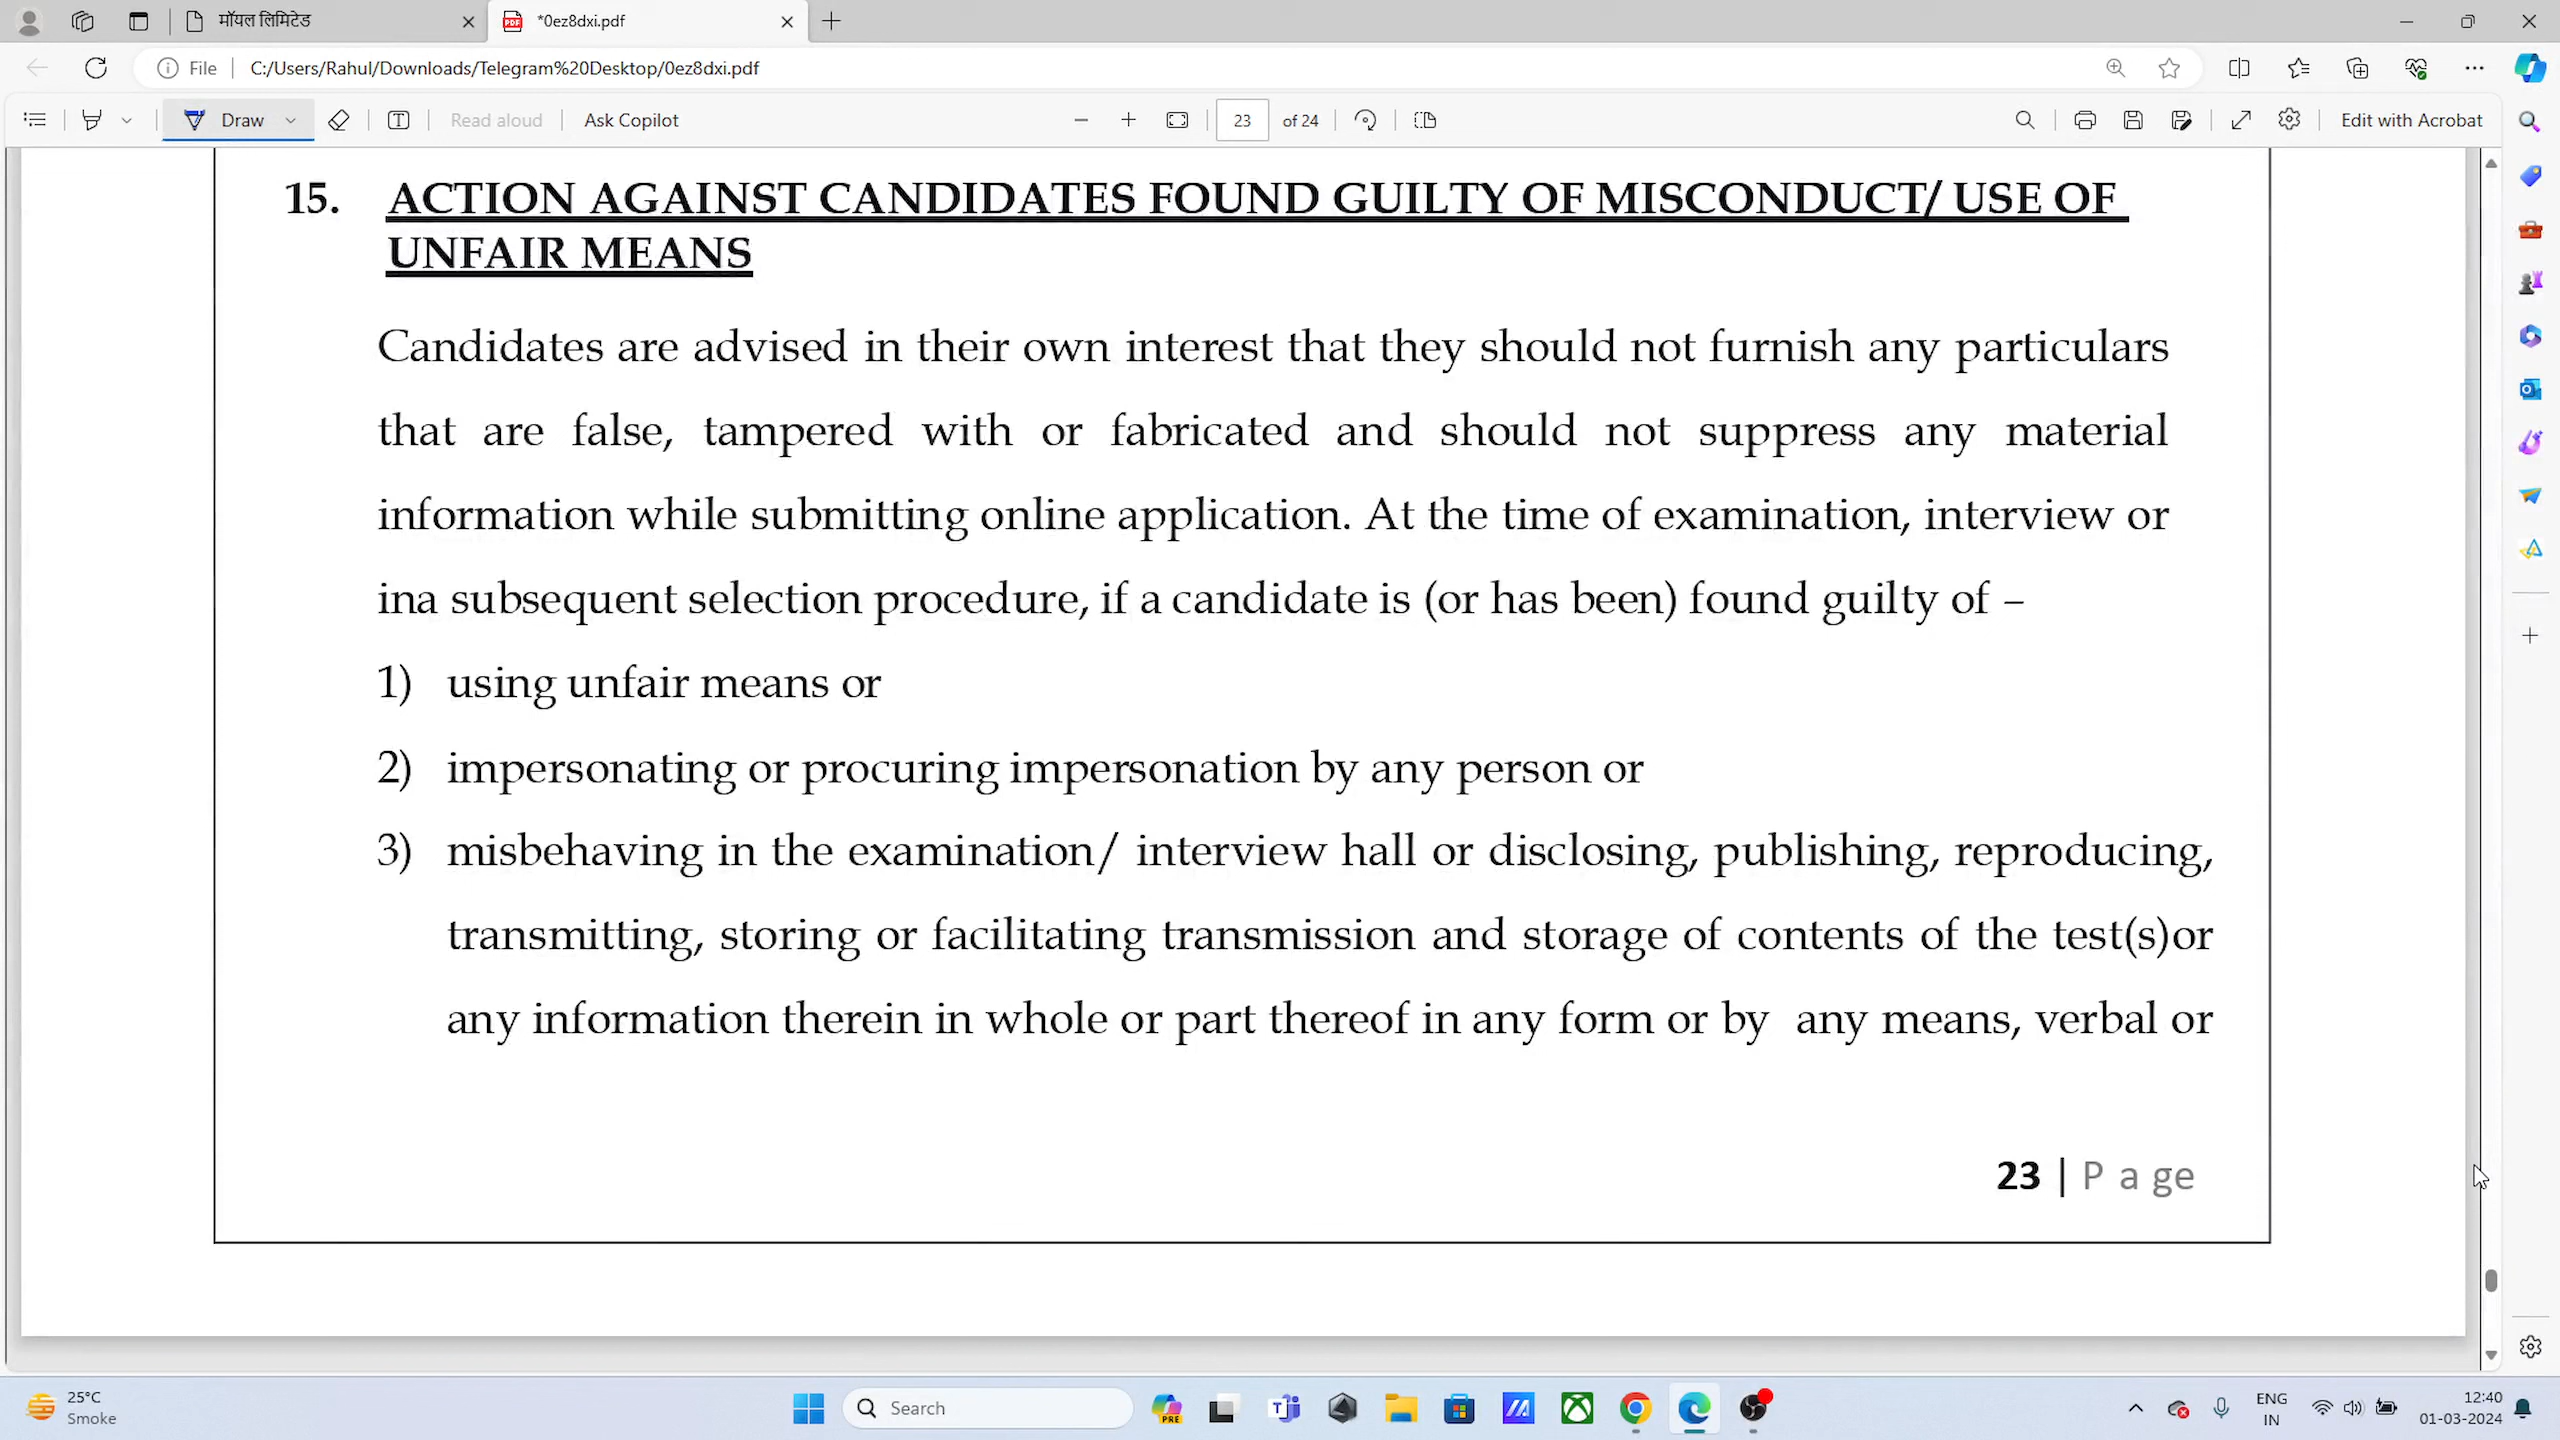 मॉयल लिमिटेड
*0ez8dxi.pdf
File
C:/Users/Rahul/Downloads/Telegram%20Desktop/0ez8dxi.pdf
Draw
Read aloud
Ask Copilot
23 of 24
Edit with Acrobat
15. ACTION AGAINST CANDIDATES FOUND GUILTY OF MISCONDUCT/ USE OF
UNFAIR MEANS
Candidates are advised in their own interest that they should not furnish any particulars
that are false, tampered with or fabricated and should not suppress any material
information while submitting online application. At the time of examination, interview or
ina subsequent selection procedure, if a candidate is (or has been) found guilty of –
1) using unfair means or
2) impersonating or procuring impersonation by any person or
3) misbehaving in the examination/ interview hall or disclosing, publishing, reproducing,
transmitting, storing or facilitating transmission and storage of contents of the test(s)or
any information therein in whole or part thereof in any form or by any means, verbal or
23 | P a ge
25°C
Smoke
Search
PRE
ENG
IN
12:40
01-03-2024